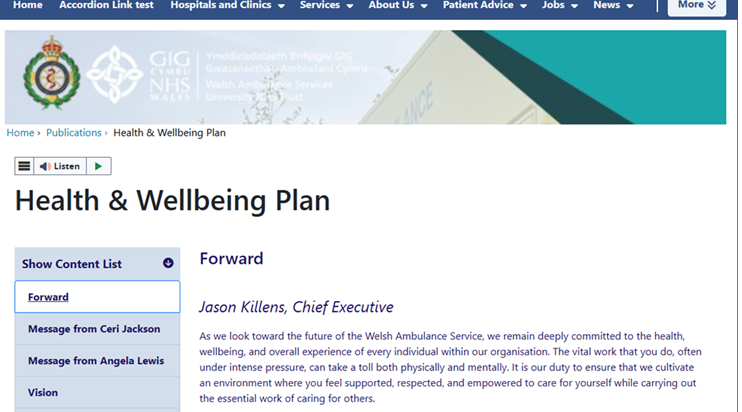 Home Accordion Link test Hospitals and Clinics Services About Us Patient Advice Jobs News More
GIG
CYMRU
NHS
WALES
Ymddiriedolaeth Brifysgol GIG
Gwasanaethau Ambiwlans Cymru
Welsh Ambulance Services
University NHS Trust
Home › Publications › Health & Wellbeing Plan
Listen
Health & Wellbeing Plan
Show Content List
Forward
Message from Ceri Jackson
Message from Angela Lewis
Vision
Forward
Jason Killens, Chief Executive
As we look toward the future of the Welsh Ambulance Service, we remain deeply committed to the health,
wellbeing, and overall experience of every individual within our organisation. The vital work that you do, often
under intense pressure, can take a toll both physically and mentally. It is our duty to ensure that we cultivate
an environment where you feel supported, respected, and empowered to care for yourself while carrying out
the essential work of caring for others.